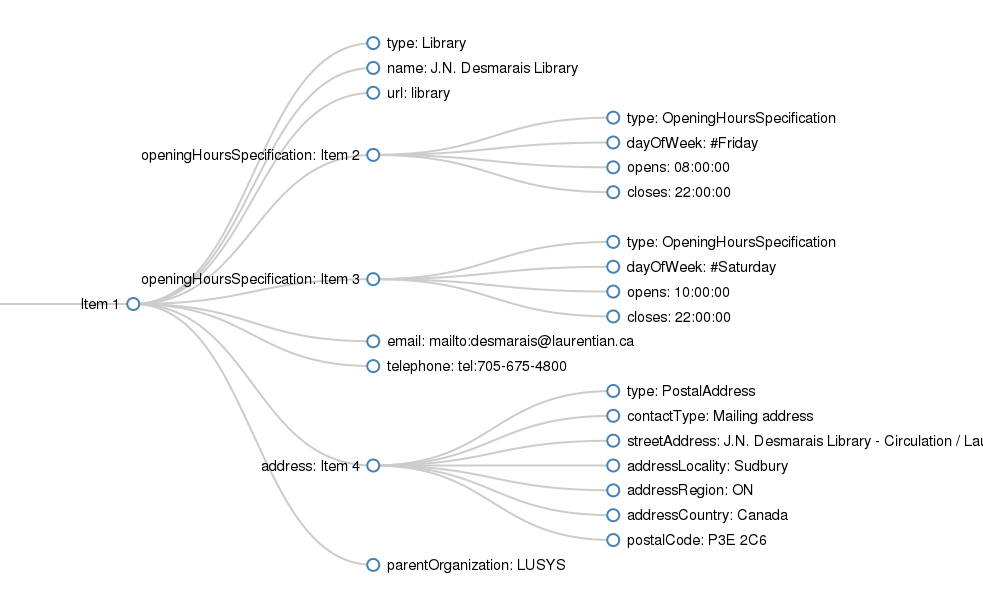 type: Library
name: J.N. Desmarais Library
url: library
openingHoursSpecification: Item 2
type: OpeningHoursSpecification
dayOfWeek: #Friday
opens: 08:00:00
closes: 22:00:00
openingHoursSpecification: Item 3
type: OpeningHoursSpecification
dayOfWeek: #Saturday
opens: 10:00:00
closes: 22:00:00
Item 1
email: mailto:desmarais@laurentian.ca
telephone: tel:705-675-4800
address: Item 4
type: PostalAddress
contactType: Mailing address
streetAddress: J.N. Desmarais Library - Circulation /
addressLocality: Sudbury
addressRegion: ON
addressCountry: Canada
postalCode: P3E 2C6
parentOrganization: LUSYS